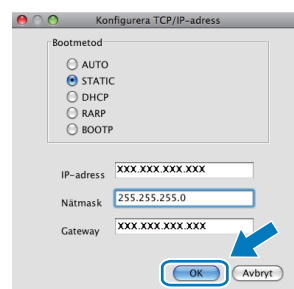 Konfigurera TCP/IP-adress
Bootmetod
AUTO
STATIC
DHCP
RARP
BOOTP
IP-adress XXX.XXX.XXX.XXX
Nätmask 255.255.255.0
Gateway XXX.XXX.XXX.XXX
OK Avbryt